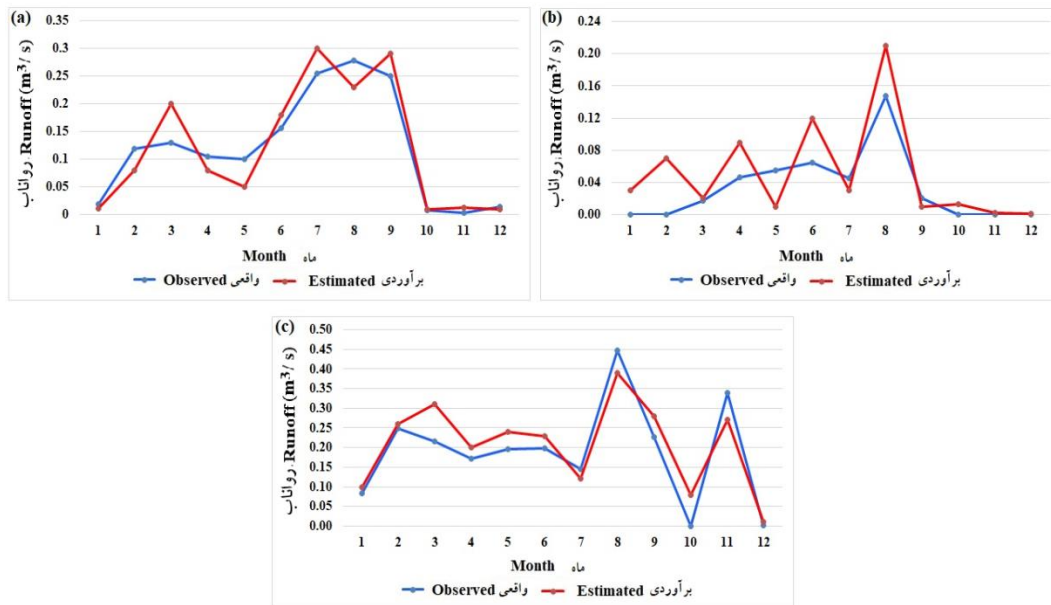 (a)
رواناب Runoff (m³/ s)
0.35
0.3
0.25
0.2
0.15
0.1
0.05
0
1 2 3 4 5 6 7 8 9 10 11 12
Month ماه
Observed واقعی Estimated برآوردی
(b)
رواناب Runoff (m³/ s)
0.24
0.20
0.16
0.12
0.08
0.04
0.00
1 2 3 4 5 6 7 8 9 10 11 12
Month ماه
Observed واقعی Estimated برآوردی
(c)
رواناب Runoff (m³/ s)
0.50
0.45
0.40
0.35
0.30
0.25
0.20
0.15
0.10
0.05
0.00
1 2 3 4 5 6 7 8 9 10 11 12
Month ماه
Observed واقعی Estimated برآوردی